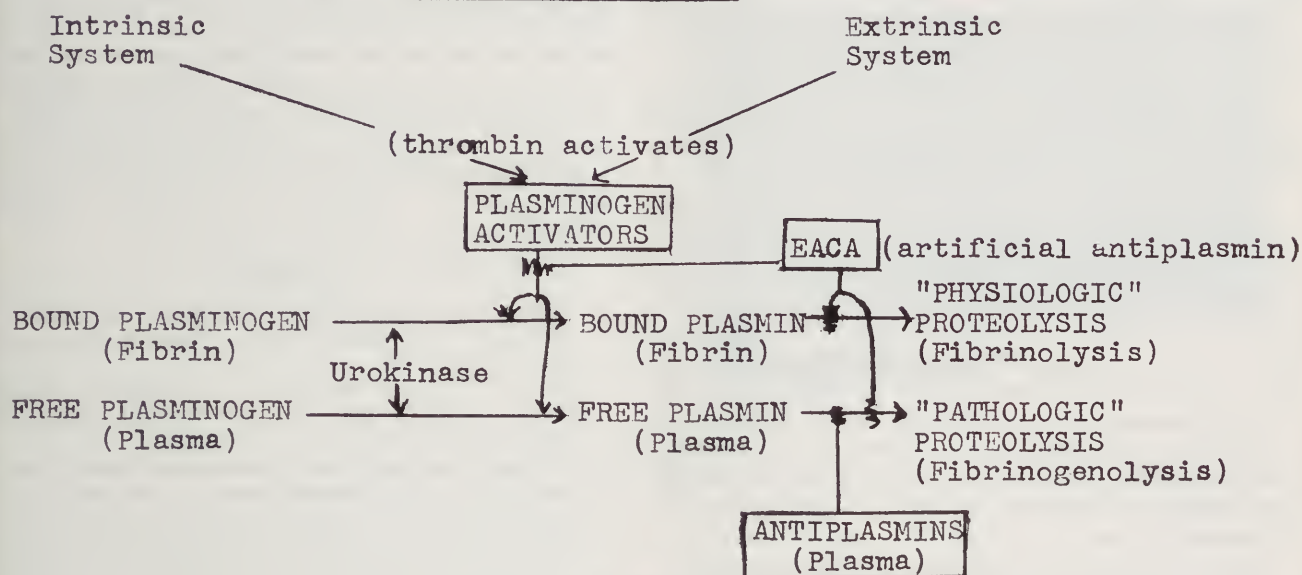 Intrinsic
System
Extrinsic
System
(thrombin activates)
PLASMINOGEN
ACTIVATORS
EACA (artificial antiplasmin)
BOUND PLASMINOGEN
(Fibrin)
BOUND PLASMIN
(Fibrin)
"PHYSIOLOGIC"
PROTEOLYSIS
(Fibrinolysis)
Urokinase
FREE PLASMINOGEN
(Plasma)
FREE PLASMIN
(Plasma)
"PATHOLOGIC"
PROTEOLYSIS
(Fibrinogenolysis)
ANTIPLASMINS
(Plasma)